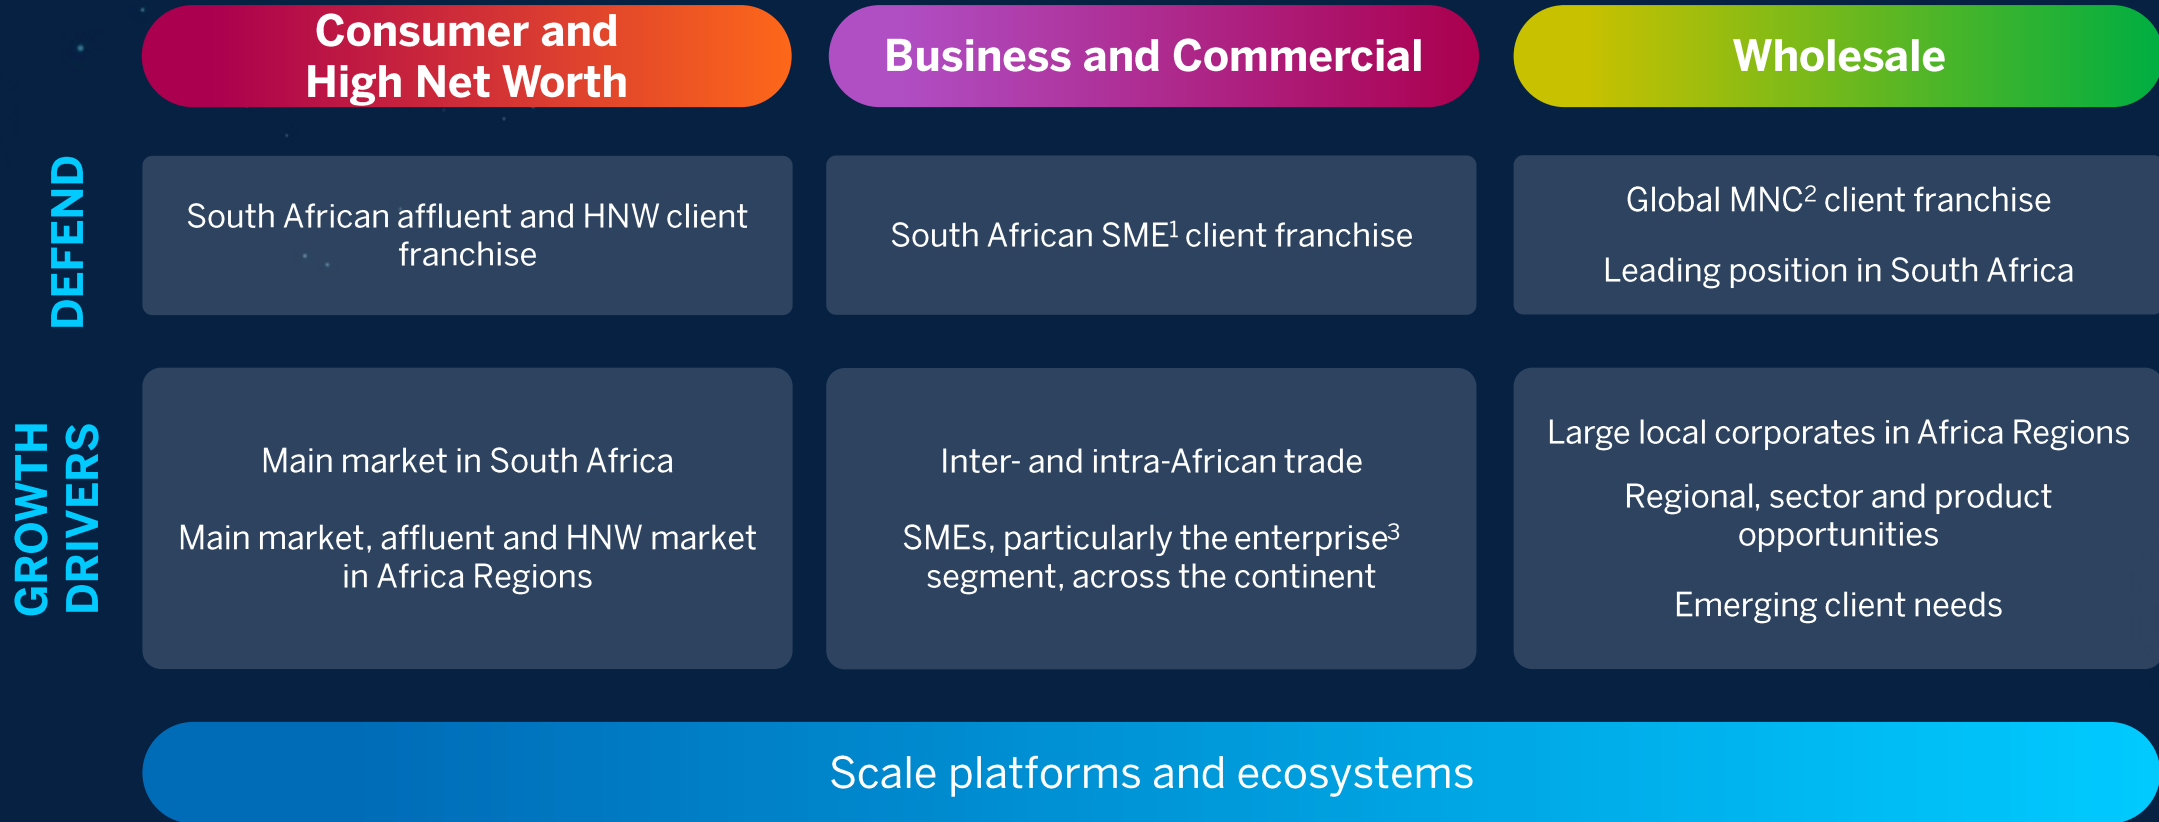 Consumer and
High Net Worth
Business and Commercial
Wholesale
DEFEND
South African affluent and HNW client
franchise
South African SME¹ client franchise
Global MNC² client franchise
Leading position in South Africa
GROWTH
DRIVERS
Main market in South Africa
Main market, affluent and HNW market
in Africa Regions
Inter- and intra-African trade
SMEs, particularly the enterprise³
segment, across the continent
Large local corporates in Africa Regions
Regional, sector and product
opportunities
Emerging client needs
Scale platforms and ecosystems